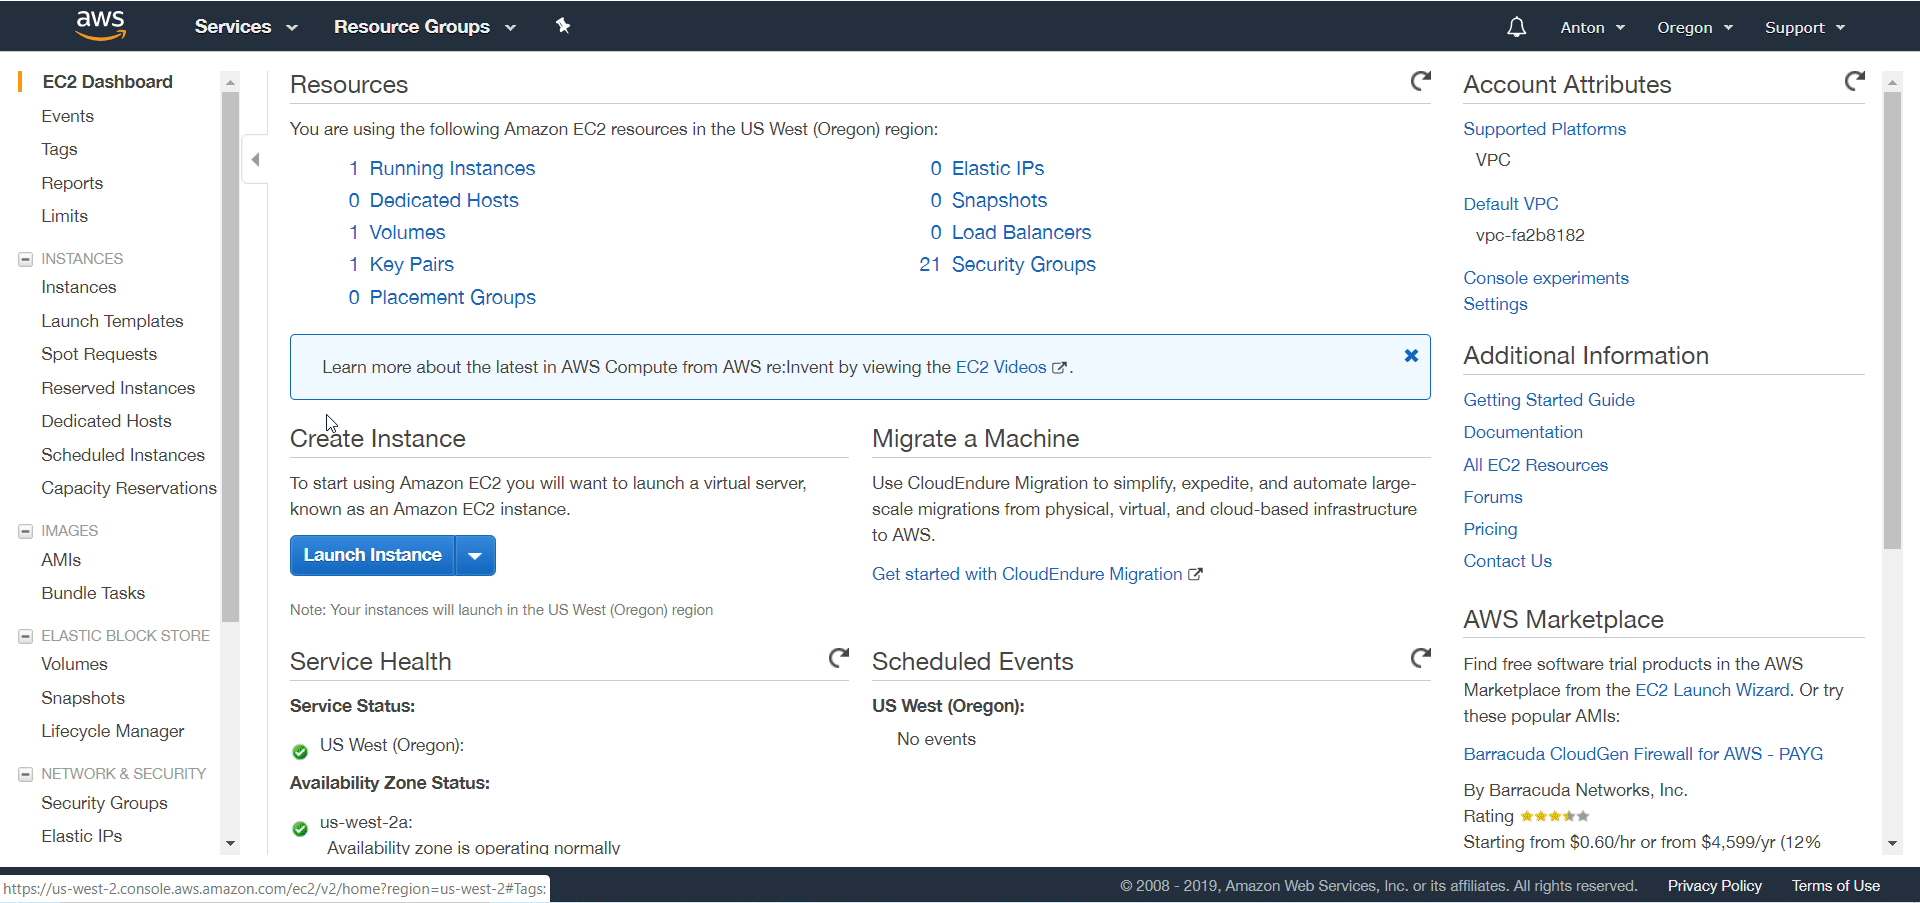 aws
Services
Resource Groups
Anton
Oregon
Support
EC2 Dashboard
Events
Tags
Reports
Limits
INSTANCES
Instances
Launch Templates
Spot Requests
Reserved Instances
Dedicated Hosts
Scheduled Instances
Capacity Reservations
IMAGES
AMIs
Bundle Tasks
ELASTIC BLOCK STORE
Volumes
Snapshots
Lifecycle Manager
NETWORK & SECURITY
Security Groups
Elastic IPs
Resources
You are using the following Amazon EC2 resources in the US West (Oregon) region:
1 Running Instances
0 Dedicated Hosts
1 Volumes
1 Key Pairs
0 Placement Groups
0 Elastic IPs
0 Snapshots
0 Load Balancers
21 Security Groups
Learn more about the latest in AWS Compute from AWS re:Invent by viewing the EC2 Videos .
Create Instance
To start using Amazon EC2 you will want to launch a virtual server,
known as an Amazon EC2 instance.
Launch Instance
Note: Your instances will launch in the US West (Oregon) region
Migrate a Machine
Use CloudEndure Migration to simplify, expedite, and automate large-
scale migrations from physical, virtual, and cloud-based infrastructure
to AWS.
Get started with CloudEndure Migration
Service Health
Service Status:
US West (Oregon):
Availability Zone Status:
us-west-2a:
Availability zone is operating normally
Scheduled Events
US West (Oregon):
No events
Account Attributes
Supported Platforms
VPC
Default VPC
vpc-fa2b8182
Console experiments
Settings
Additional Information
Getting Started Guide
Documentation
All EC2 Resources
Forums
Pricing
Contact Us
AWS Marketplace
Find free software trial products in the AWS
Marketplace from the EC2 Launch Wizard. Or try
these popular AMIs:
Barracuda CloudGen Firewall for AWS - PAYG
By Barracuda Networks, Inc.
Rating
Starting from $0.60/hr or from $4,599/yr (12%
https://us-west-2.console.aws.amazon.com/ec2/v2/home?region=us-west-2#Tags:
© 2008 - 2019, Amazon Web Services, Inc. or its affiliates. All rights reserved.
Privacy Policy
Terms of Use